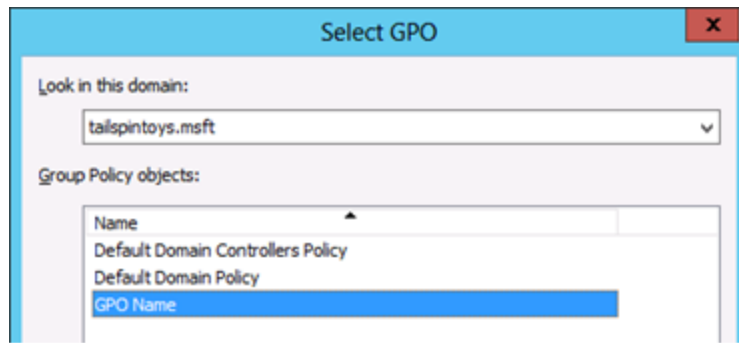 Select GPO
x
Look in this domain:
tailspintoys.msft
Group Policy objects:
Name
Default Domain Controllers Policy
Default Domain Policy
GPO Name